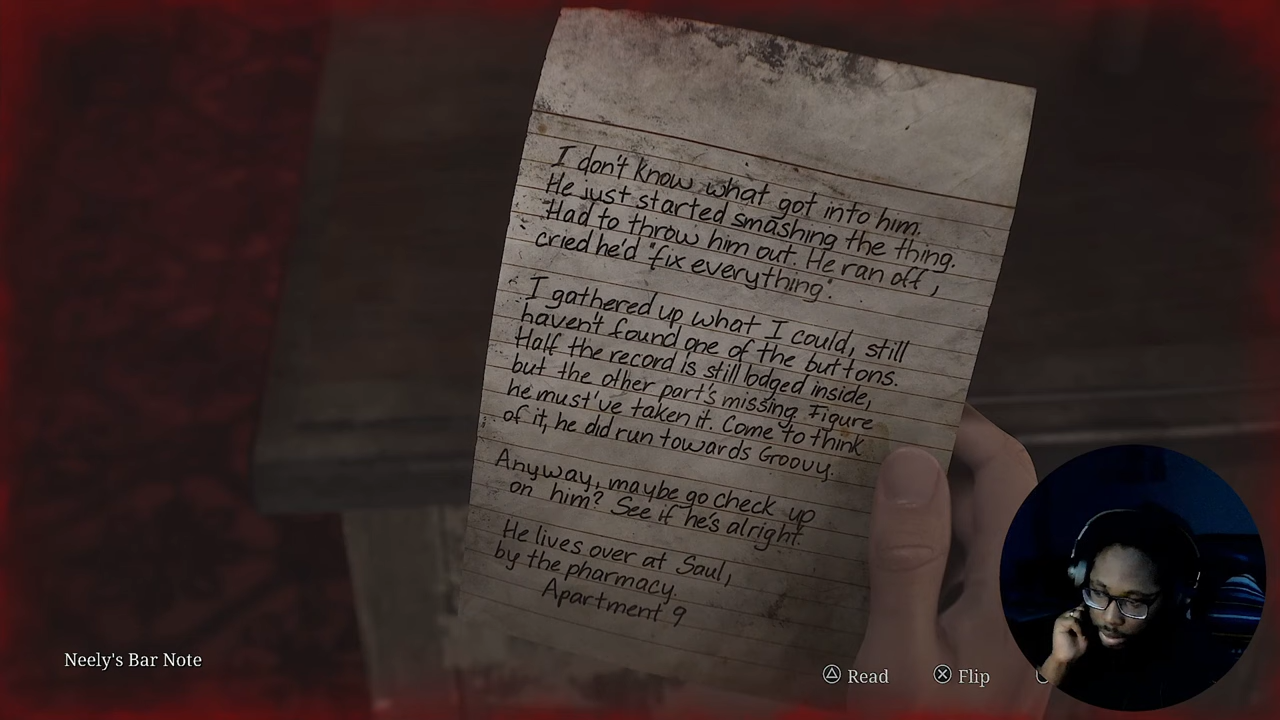 I don't know what got into him.
He just started smashing the thing.
Had to throw him out. He ran off,
cried he'd "fix everything".
I gathered up what I could, still
haven't found one of the buttons.
Half the record is still lodged inside,
but the other part's missing. Figure
he must've taken it. Come to think
of it, he did run towards Groovy.
Anyway, maybe go check up
on him? See if he's alright.
He lives over at Saul,
by the pharmacy.
Apartment 9
Neely's Bar Note
Read
Flip